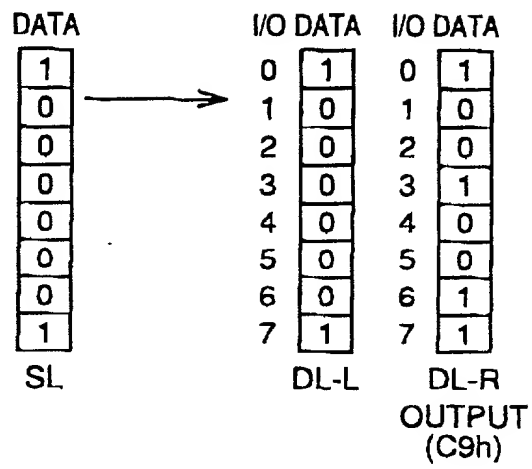 DATA I/O DATA I/O DATA
1 0 1 0 1
0 1 0 1 0
0 2 0 2 0
0 3 0 3 1
0 4 0 4 0
0 5 0 5 0
0 6 0 6 1
1 7 1 7 1
SL DL-L DL-R
OUTPUT
(C9h)